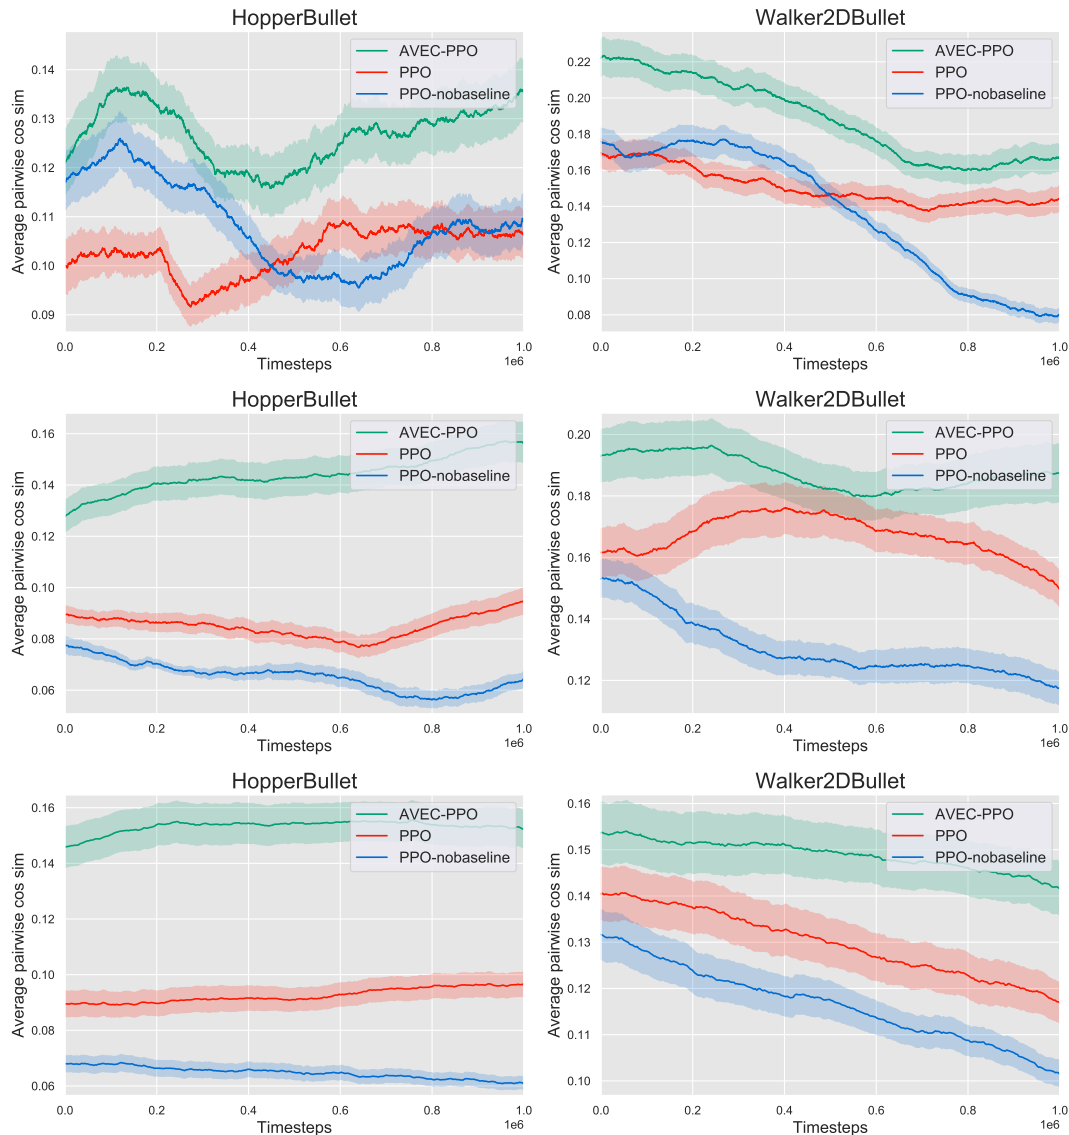 HopperBullet
Average pairwise cos sim
0.14
0.13
0.12
0.11
0.10
0.09
AVEC-PPO
PPO
PPO-nobaseline
0.0 0.2 0.4 0.6 0.8 1.0
1e6
Timesteps
Walker2DBullet
Average pairwise cos sim
0.22
0.20
0.18
0.16
0.14
0.12
0.10
0.08
AVEC-PPO
PPO
PPO-nobaseline
0.0 0.2 0.4 0.6 0.8 1.0
1e6
Timesteps
HopperBullet
Average pairwise cos sim
0.16
0.14
0.12
0.10
0.08
0.06
AVEC-PPO
PPO
PPO-nobaseline
0.0 0.2 0.4 0.6 0.8 1.0
1e6
Timesteps
Walker2DBullet
Average pairwise cos sim
0.20
0.18
0.16
0.14
0.12
AVEC-PPO
PPO
PPO-nobaseline
0.0 0.2 0.4 0.6 0.8 1.0
1e6
Timesteps
HopperBullet
Average pairwise cos sim
0.16
0.14
0.12
0.10
0.08
0.06
AVEC-PPO
PPO
PPO-nobaseline
0.0 0.2 0.4 0.6 0.8 1.0
1e6
Timesteps
Walker2DBullet
Average pairwise cos sim
0.16
0.15
0.14
0.13
0.12
0.11
0.10
AVEC-PPO
PPO
PPO-nobaseline
0.0 0.2 0.4 0.6 0.8 1.0
1e6
Timesteps